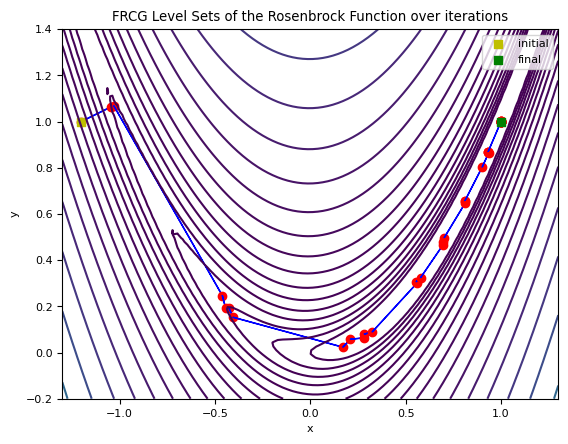 FRCG Level Sets of the Rosenbrock Function over iterations
initial
final
1.4
1.2
1.0
0.8
0.6
0.4
0.2
0.0
−0.2
y
−1.0
−0.5
0.0
0.5
1.0
x